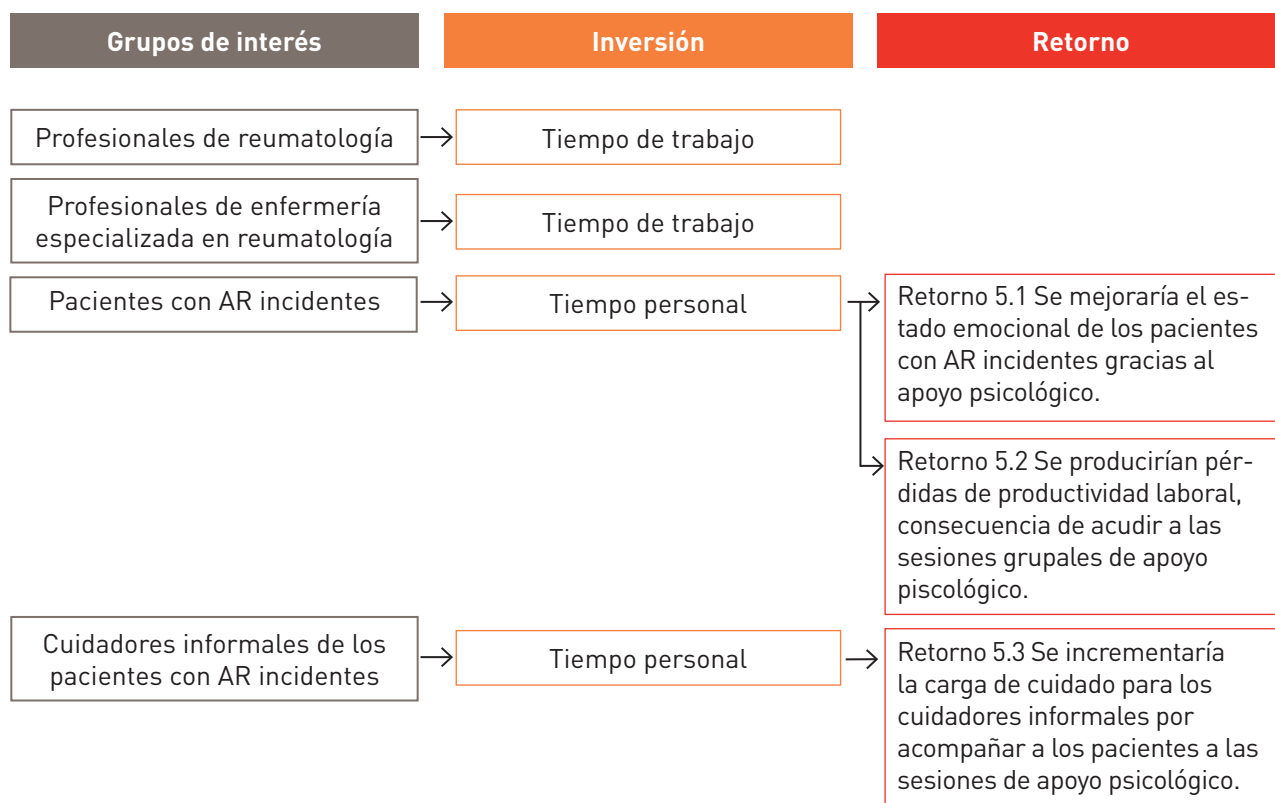 Grupos de interés
Inversión
Retorno
Profesionales de reumatología
Tiempo de trabajo
Profesionales de enfermería
especializada en reumatología
Tiempo de trabajo
Pacientes con AR incidentes
Tiempo personal
Retorno 5.1 Se mejoraría el es-
tado emocional de los pacientes
con AR incidentes gracias al
apoyo psicológico.
Retorno 5.2 Se producirían pér-
didas de productividad laboral,
consecuencia de acudir a las
sesiones grupales de apoyo
piscológico.
Cuidadores informales de los
pacientes con AR incidentes
Tiempo personal
Retorno 5.3 Se incrementaría
la carga de cuidado para los
cuidadores informales por
acompañar a los pacientes a las
sesiones de apoyo psicológico.